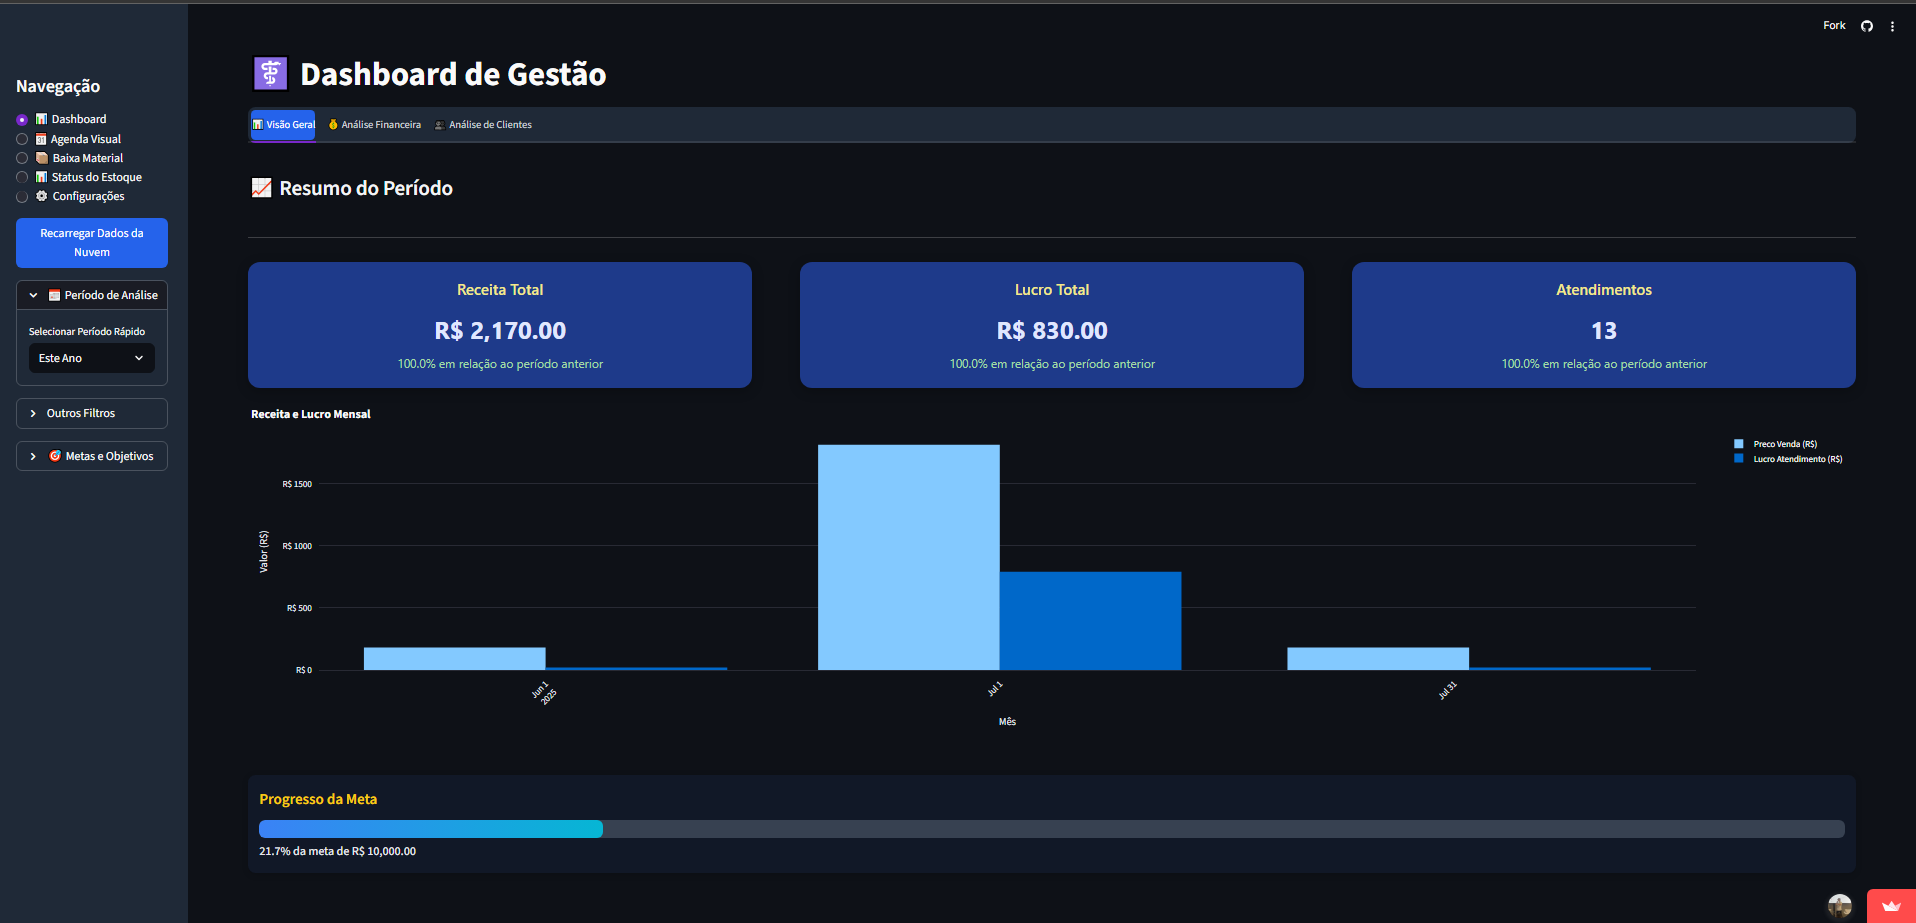 Fork
Navegação
Dashboard
Agenda Visual
Baixa Material
Status do Estoque
Configurações
Recarregar Dados da
Nuvem
Período de Análise
Selecionar Período Rápido
Este Ano
Outros Filtros
Metas e Objetivos
Dashboard de Gestão
Visão Geral Análise Financeira Análise de Clientes
Resumo do Período
Receita Total
R$ 2,170.00
100.0% em relação ao período anterior
Lucro Total
R$ 830.00
100.0% em relação ao período anterior
Atendimentos
13
100.0% em relação ao período anterior
Receita e Lucro Mensal
Preco Venda (R$)
Lucro Atendimento (R$)
R$ 1500
R$ 1000
R$ 500
R$ 0
Valor (R$)
Jun 1
2025
Jul 1
Jul 31
Mês
Progresso da Meta
21.7% da meta de R$ 10,000.00